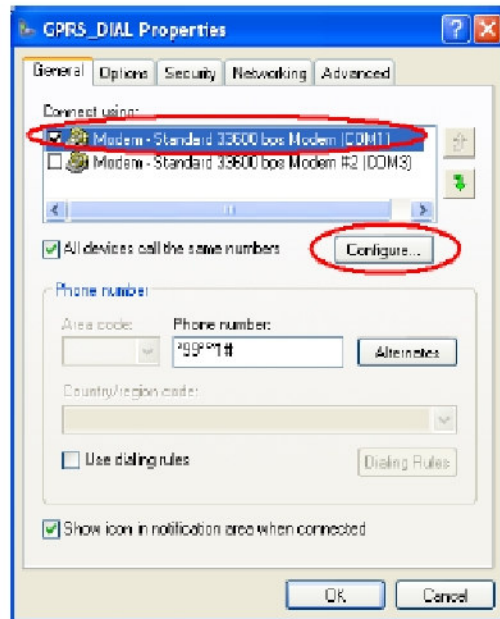 GPRS_DIAL Properties
General Options Security Networking Advanced
Connect using:
Modem - Standard 33600 bps Modem (COM1)
Modem - Standard 33600 bps Modem #2 (COM3)
All devices call the same numbers
Configure...
Phone number
Area code: Phone number:
*99***1#
Alternates
Country/region code:
Use dialing rules
Dialing Rules
Show icon in notification area when connected
OK Cancel